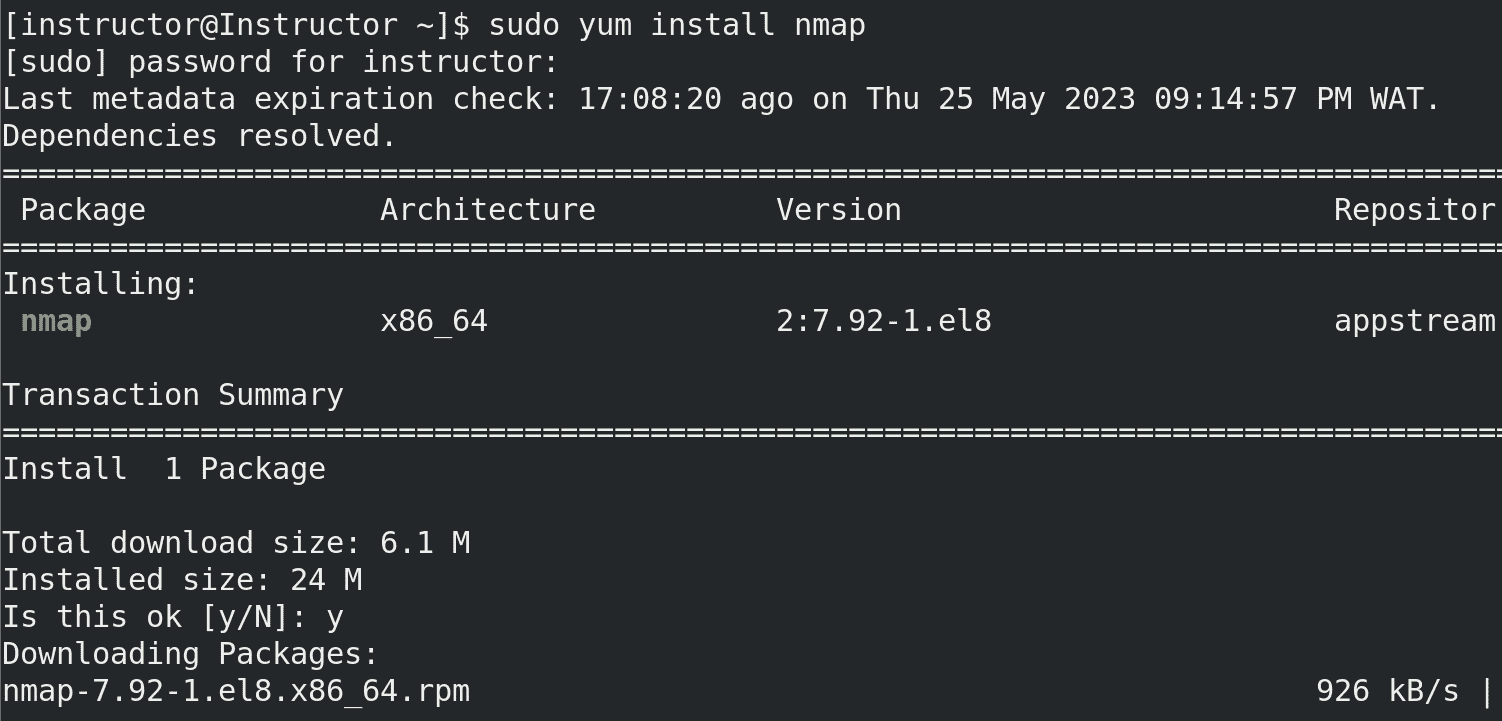 [instructor@Instructor ~]$ sudo yum install nmap
[sudo] password for instructor:
Last metadata expiration check: 17:08:20 ago on Thu 25 May 2023 09:14:57 PM WAT.
Dependencies resolved.
===================================================================================
 Package             Architecture          Version                        Repositor
===================================================================================
Installing:
 nmap                x86_64                2:7.92-1.el8                   appstream

Transaction Summary
===================================================================================
Install  1 Package

Total download size: 6.1 M
Installed size: 24 M
Is this ok [y/N]: y
Downloading Packages:
nmap-7.92-1.el8.x86_64.rpm                                               926 kB/s |